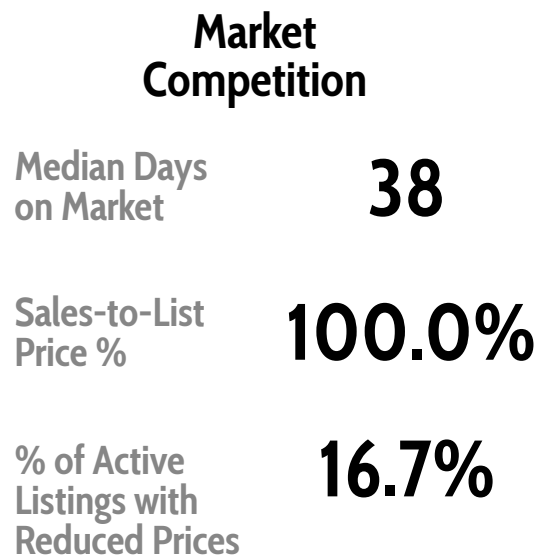 Market
Competition
Median Days
on Market
38
Sales-to-List
Price %
100.0%
% of Active
Listings with
Reduced Prices
16.7%